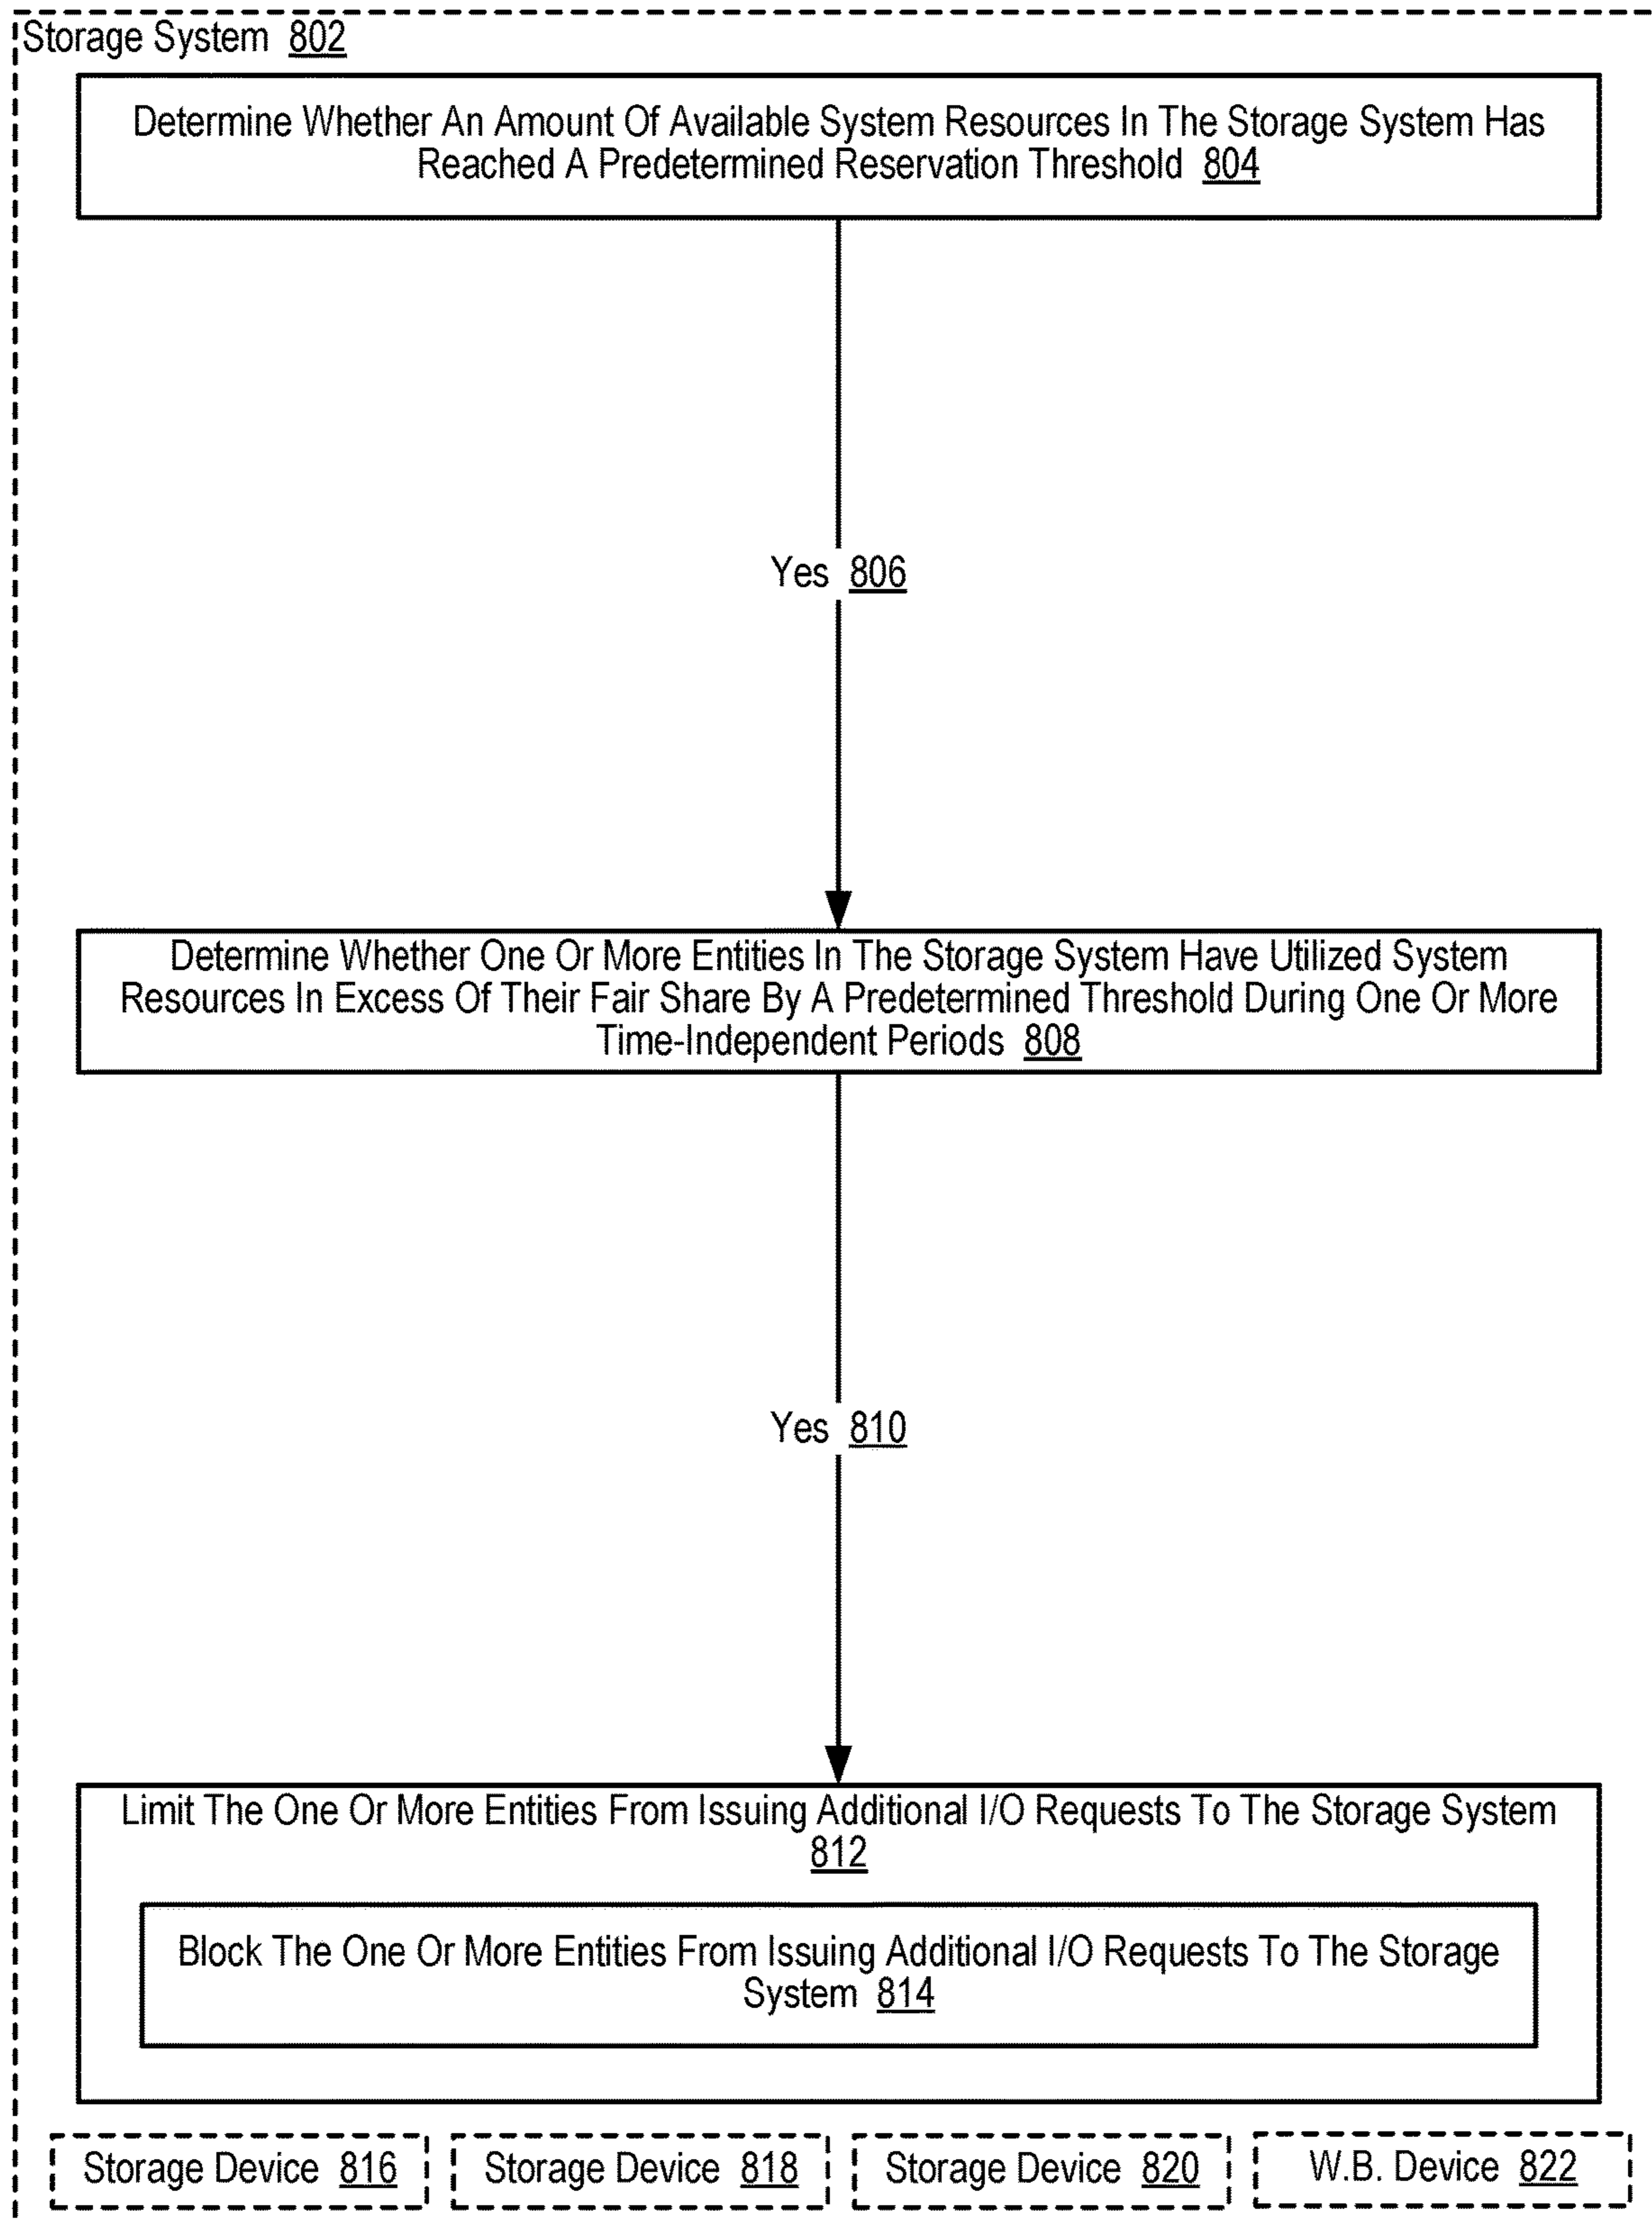 Storage System 802
Determine Whether An Amount Of Available System Resources In The Storage System Has
Reached A Predetermined Reservation Threshold 804
Yes 806
Determine Whether One Or More Entities In The Storage System Have Utilized System
Resources In Excess Of Their Fair Share By A Predetermined Threshold During One Or More
Time-Independent Periods 808
Yes 810
Limit The One Or More Entities From Issuing Additional I/O Requests To The Storage System
812
Block The One Or More Entities From Issuing Additional I/O Requests To The Storage
System 814
Storage Device 816
Storage Device 818
Storage Device 820
W.B. Device 822